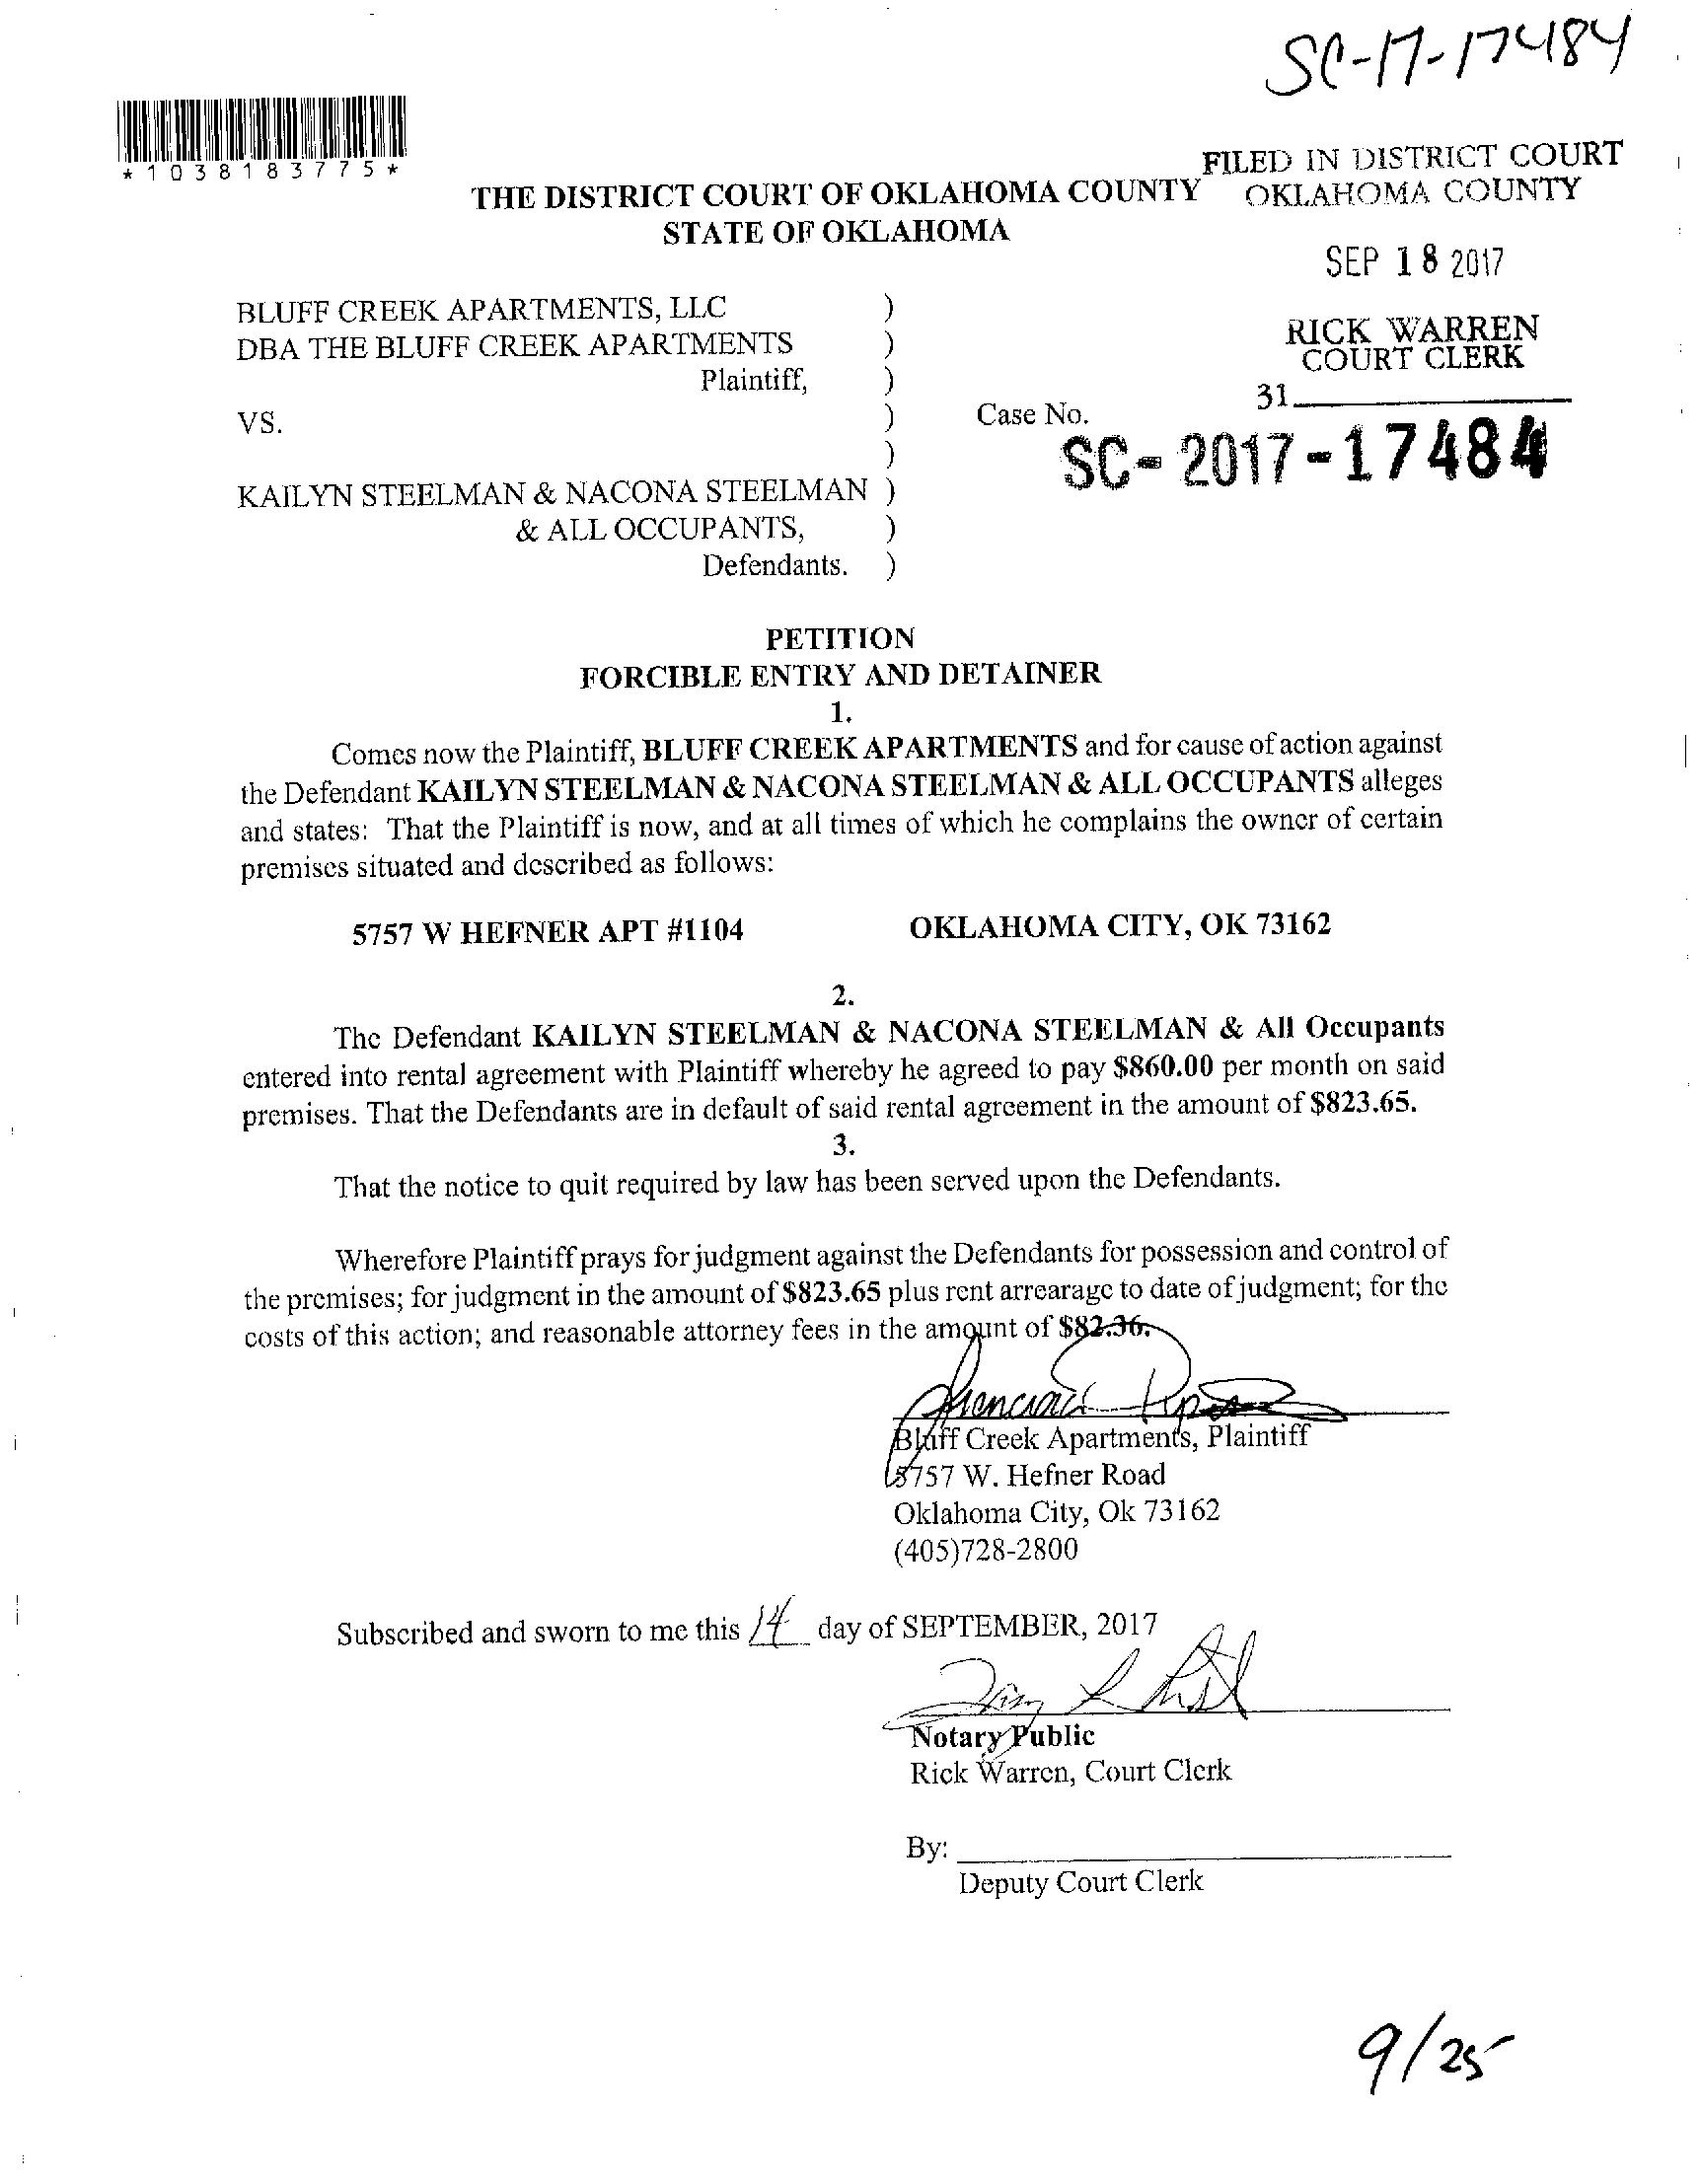 SC-17-17484
*1038183775*
FILED IN DISTRICT COURT
OKLAHOMA COUNTY
THE DISTRICT COURT OF OKLAHOMA COUNTY
STATE OF OKLAHOMA
SEP 18 2017
BLUFF CREEK APARTMENTS, LLC )
DBA THE BLUFF CREEK APARTMENTS )
Plaintiff, )
RICK WARREN
COURT CLERK
31
VS. )
Case No.
SC-2017-17484
)
KAILYN STEELMAN & NACONA STEELMAN )
& ALL OCCUPANTS, )
Defendants. )
PETITION
FORCIBLE ENTRY AND DETAINER
1.
Comes now the Plaintiff, BLUFF CREEK APARTMENTS and for cause of action against
the Defendant KAILYN STEELMAN & NACONA STEELMAN & ALL OCCUPANTS alleges
and states: That the Plaintiff is now, and at all times of which he complains the owner of certain
premises situated and described as follows:
5757 W HEFNER APT #1104 OKLAHOMA CITY, OK 73162
2.
The Defendant KAILYN STEELMAN & NACONA STEELMAN & All Occupants
entered into rental agreement with Plaintiff whereby he agreed to pay $860.00 per month on said
premises. That the Defendants are in default of said rental agreement in the amount of $823.65.
3.
That the notice to quit required by law has been served upon the Defendants.
Wherefore Plaintiff prays for judgment against the Defendants for possession and control of
the premises; for judgment in the amount of $823.65 plus rent arrearage to date of judgment; for the
costs of this action; and reasonable attorney fees in the amount of $82.36.
Bluff Creek Apartments, Plaintiff
5757 W. Hefner Road
Oklahoma City, Ok 73162
(405)728-2800
Subscribed and sworn to me this 14 day of SEPTEMBER, 2017
Notary Public
Rick Warren, Court Clerk
By:
Deputy Court Clerk
9/25